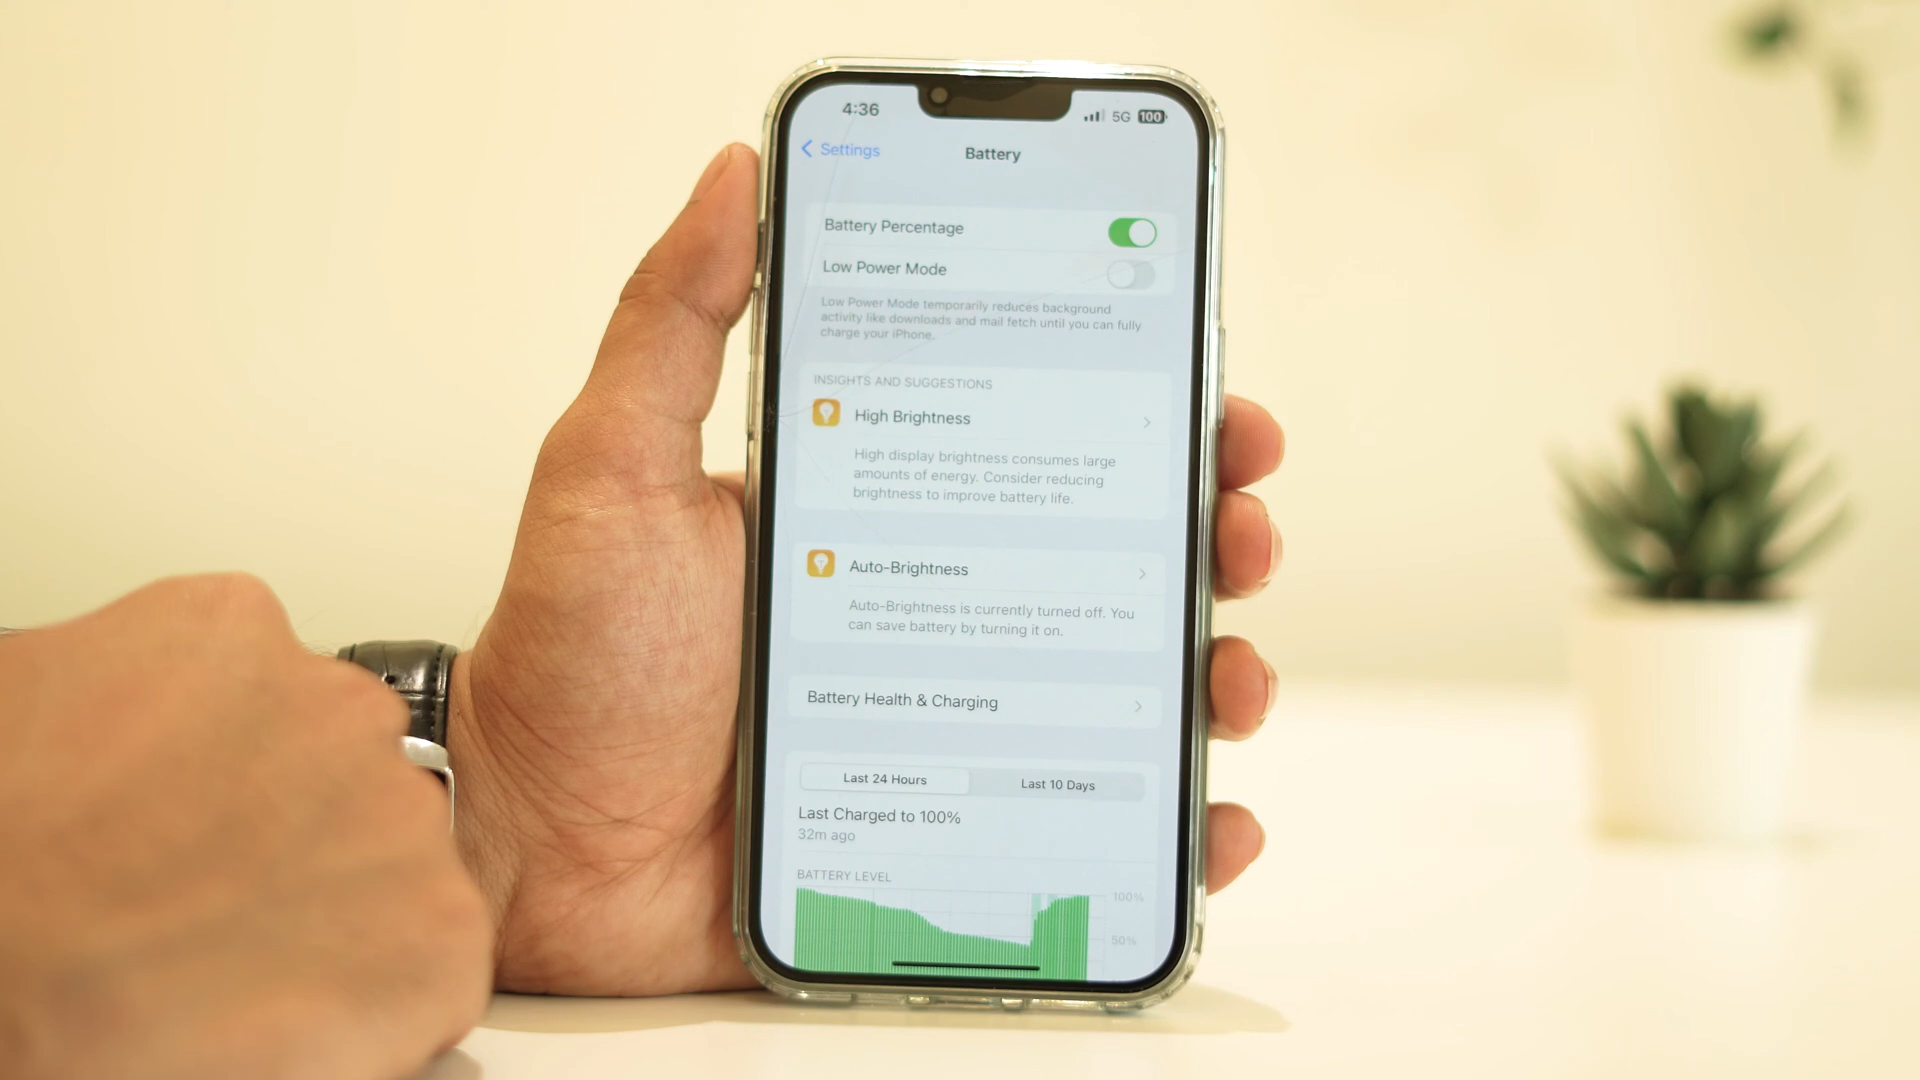 4:36
5G 100
Settings
Battery
Battery Percentage
Low Power Mode
Low Power Mode temporarily reduces background
activity like downloads and mail fetch until you can fully
charge your iPhone.
INSIGHTS AND SUGGESTIONS
High Brightness
High display brightness consumes large
amounts of energy. Consider reducing
brightness to improve battery life.
Auto-Brightness
Auto-Brightness is currently turned off. You
can save battery by turning it on.
Battery Health & Charging
Last 24 Hours
Last 10 Days
Last Charged to 100%
32m ago
BATTERY LEVEL
100%
50%